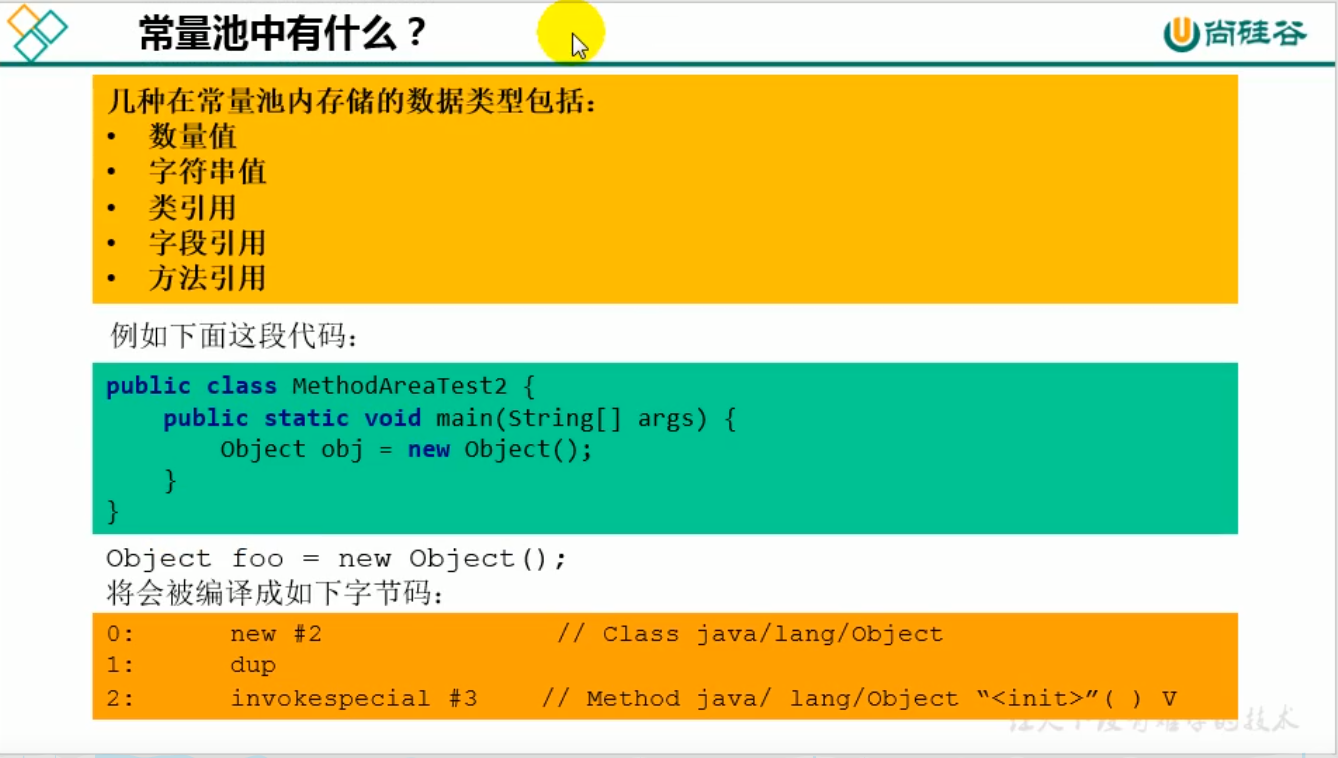 常量池中有什么？
尚硅谷
几种在常量池内存储的数据类型包括：
• 数量值
• 字符串值
• 类引用
• 字段引用
• 方法引用
例如下面这段代码：
public class MethodAreaTest2 {
    public static void main(String[] args) {
        Object obj = new Object();
    }
}
Object foo = new Object();
将会被编译成如下字节码：
0: new #2 // Class java/lang/Object
1: dup
2: invokespecial #3 // Method java/ lang/Object “<init>”( ) V
的技术